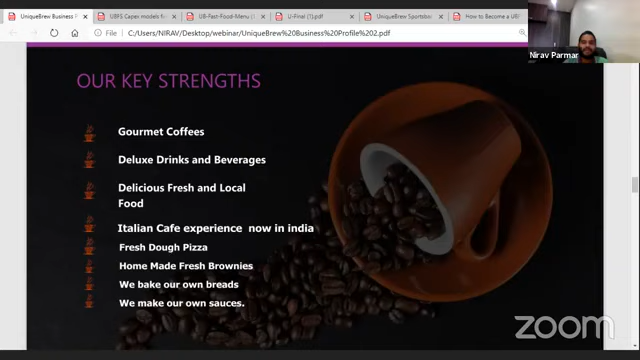 UniqueBrew Business P
UBFS Capex models fr
UB-Fast-Food-Menu (
U-Final (1).pdf
UniqueBrew Sportsba
How to Become a UB
File
C:/Users/NIRAV/Desktop/webinar/UniqueBrew%20Business%20Profile%202.pdf
Nirav Parmar
OUR KEY STRENGTHS
Gourmet Coffees
Deluxe Drinks and Beverages
Delicious Fresh and Local
Food
Italian Cafe experience now in india
Fresh Dough Pizza
Home Made Fresh Brownies
We bake our own breads
We make our own sauces.
zoom